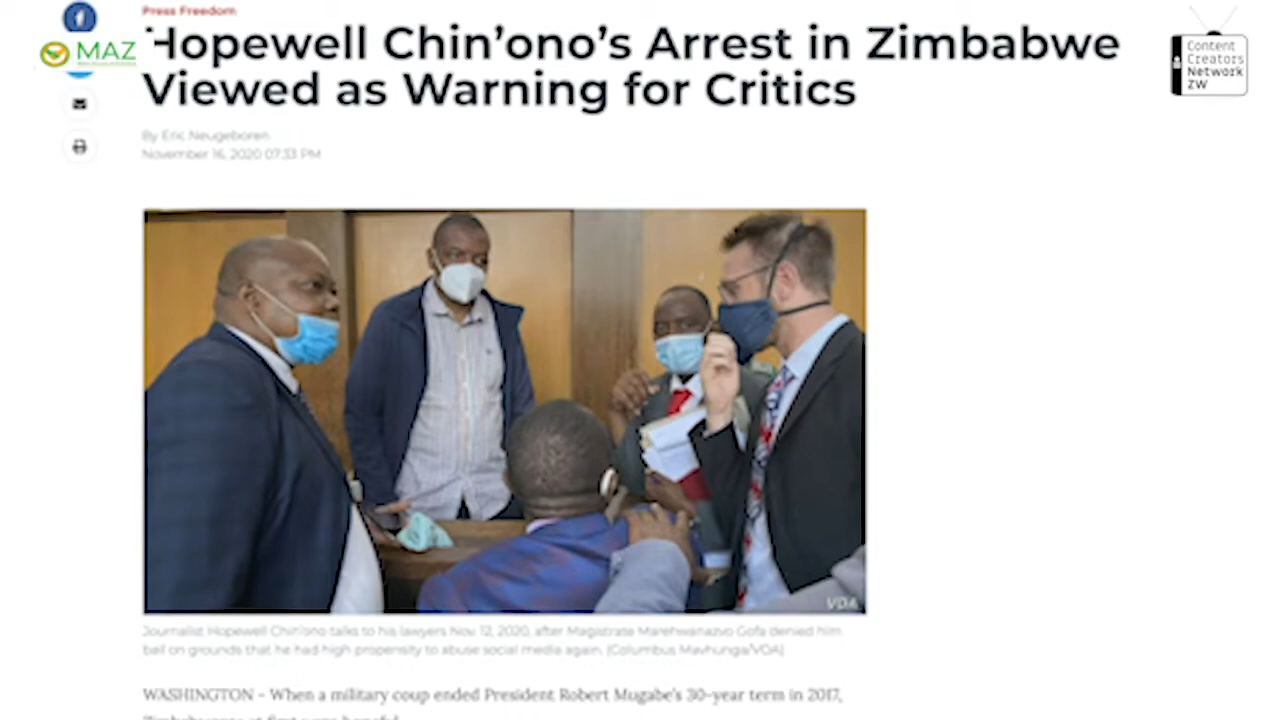 Press Freedom
Hopewell Chin'ono's Arrest in Zimbabwe
Viewed as Warning for Critics
MAZ
Content
Creators
Network
ZW
By Eric Neugeboren
November 16, 2020 07:33 PM
VOA
Journalist Hopewell Chin'ono talks to his lawyers Nov. 12, 2020, after Magistrate Marehwanazvo Gofa denied him
bail on grounds that he had high propensity to abuse social media again. (Columbus Mavhunga/VOA)
WASHINGTON - When a military coup ended President Robert Mugabe's 30-year term in 2017,